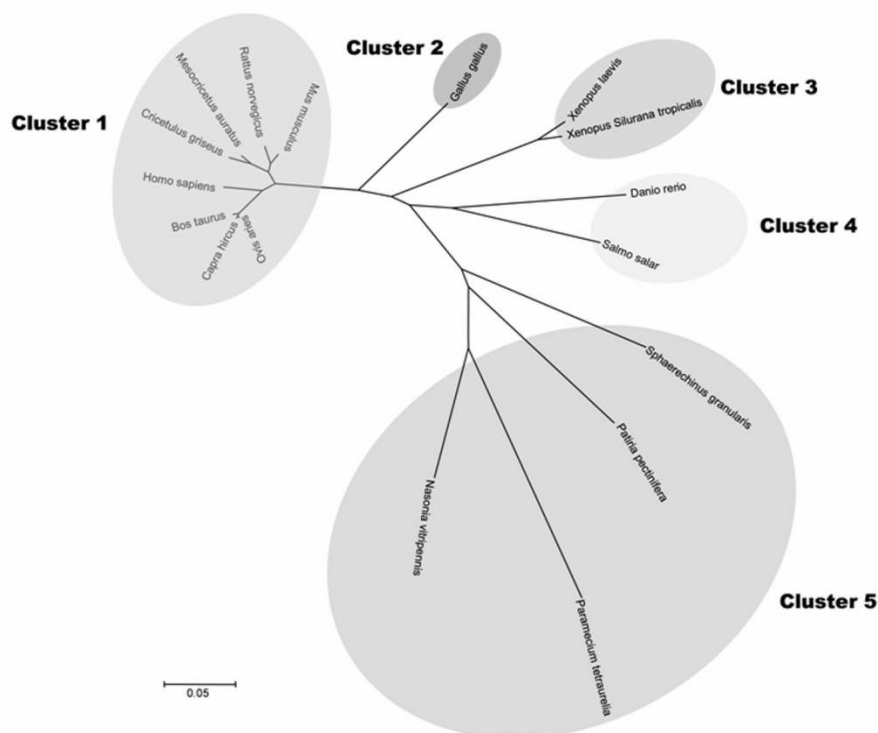 Cluster 1
Mesocricetus auratus
Rattus norvegicus
Mus musculus
Cricetulus griseus
Homo sapiens
Bos taurus
Capra hircus
Ovis aries
Cluster 2
Gallus gallus
Cluster 3
Xenopus laevis
Xenopus Silurana tropicalis
Danio rerio
Salmo salar
Cluster 4
Sphaerechinus granularis
Patiria pectinifera
Nasonia vitripennis
Paramecium tetraurelia
Cluster 5
0.05